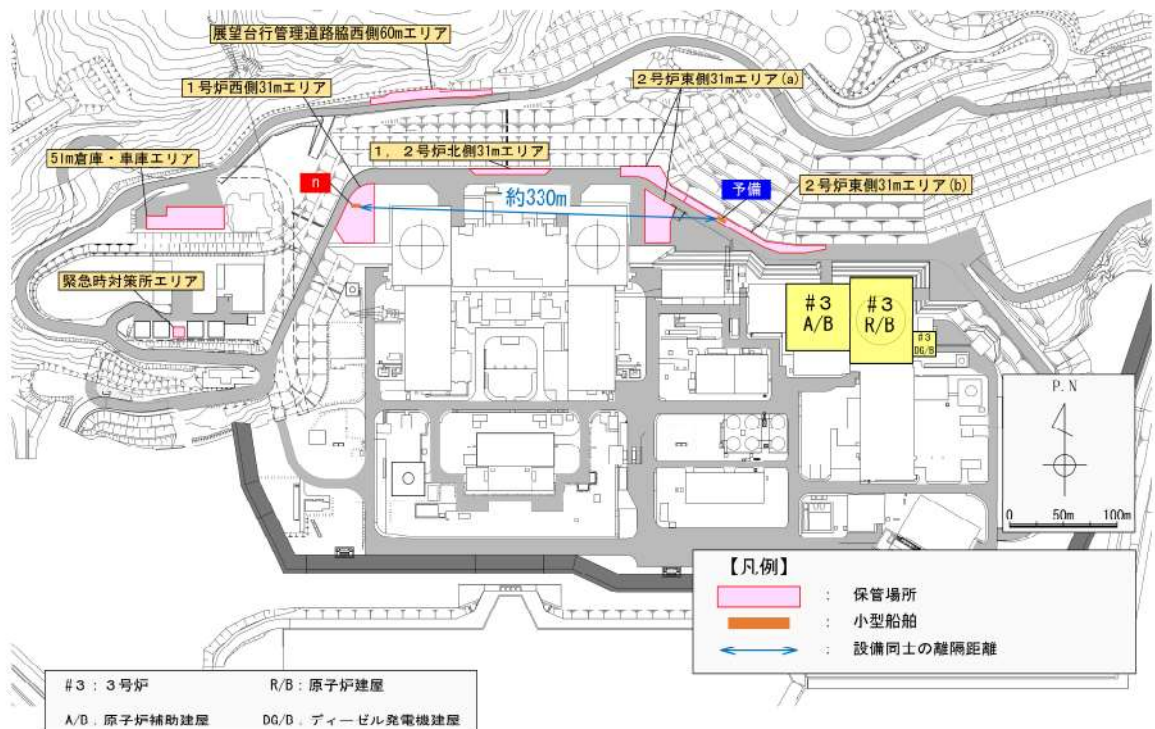 展望台行管理道路脇西側60mエリア
1号炉西側31mエリア
2号炉東側31mエリア(a)
51m倉庫・車庫エリア
1, 2号炉北側31mエリア
n
約330m
予備
2号炉東側31mエリア(b)
緊急時対策所エリア
#3
A/B
#3
R/B
#3
DG/B
P.N
0 50m 100m
【凡例】
: 保管場所
: 小型船舶
: 設備同士の離隔距離
#3:3号炉 R/B:原子炉建屋
A/B.原子炉補助建屋 DG/B.ディーゼル発電機建屋